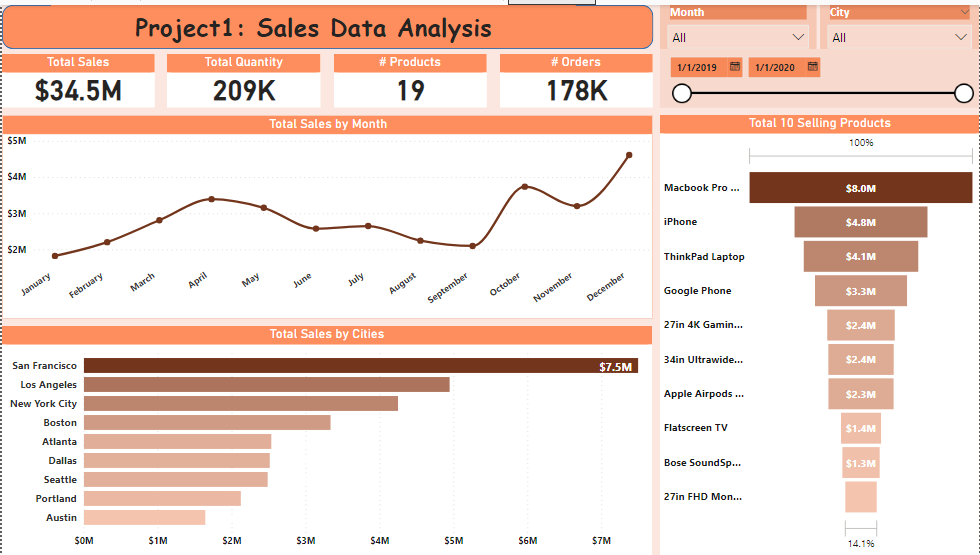 Project1: Sales Data Analysis
Month
City
All
All
1/1/2019
1/1/2020
Total Sales
Total Quantity
# Products
# Orders
$34.5M
209K
19
178K
Total Sales by Month
$5M
$4M
$3M
$2M
January
February
March
April
May
June
July
August
September
October
November
December
Total Sales by Cities
San Francisco
$7.5M
Los Angeles
New York City
Boston
Atlanta
Dallas
Seattle
Portland
Austin
$0M
$1M
$2M
$3M
$4M
$5M
$6M
$7M
Total 10 Selling Products
100%
Macbook Pro ...
$8.0M
iPhone
$4.8M
ThinkPad Laptop
$4.1M
Google Phone
$3.3M
27in 4K Gamin...
$2.4M
34in Ultrawide...
$2.4M
Apple Airpods ...
$2.3M
Flatscreen TV
$1.4M
Bose SoundSp...
$1.3M
27in FHD Mon...
14.1%